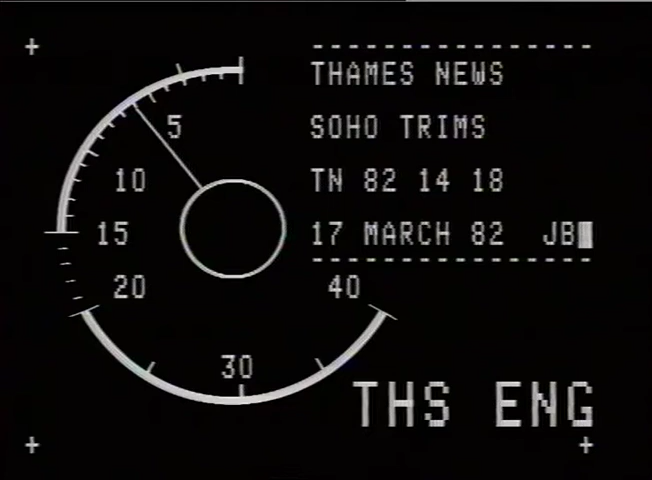 THAMES NEWS
SOHO TRIMS
TN 82 14 18
17 MARCH 82 JB
5
10
15
20
30
40
THS ENG